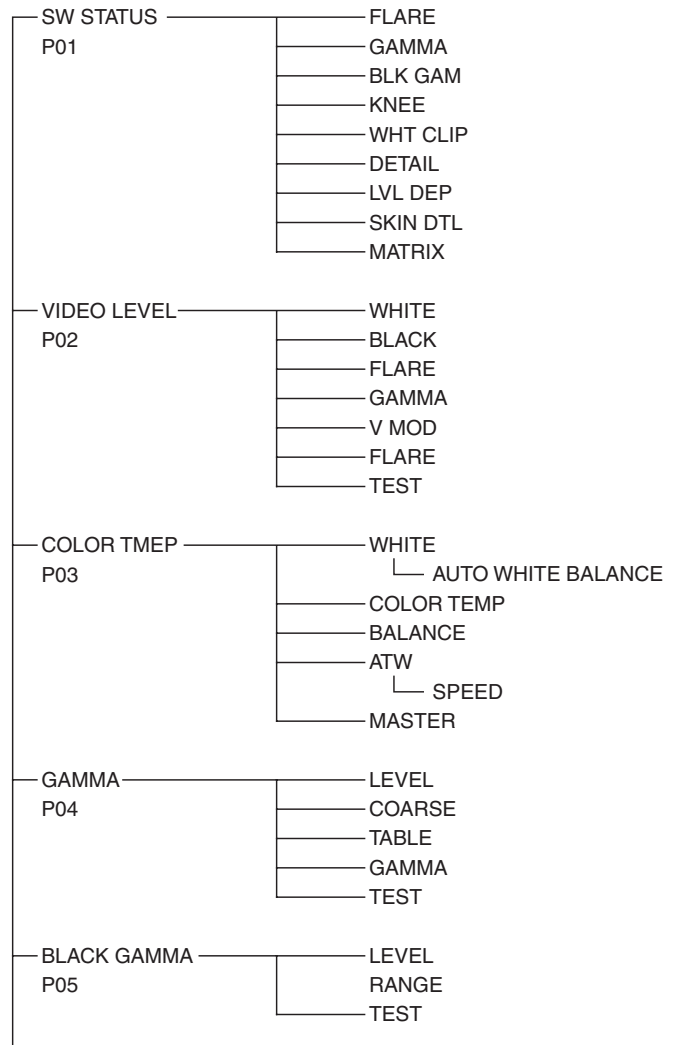 SW STATUS FLARE
P01 GAMMA
BLK GAM
KNEE
WHT CLIP
DETAIL
LVL DEP
SKIN DTL
MATRIX
VIDEO LEVEL WHITE
P02 BLACK
FLARE
GAMMA
V MOD
FLARE
TEST
COLOR TMEP WHITE
P03 AUTO WHITE BALANCE
COLOR TEMP
BALANCE
ATW
SPEED
MASTER
GAMMA LEVEL
P04 COARSE
TABLE
GAMMA
TEST
BLACK GAMMA LEVEL
P05 RANGE
TEST